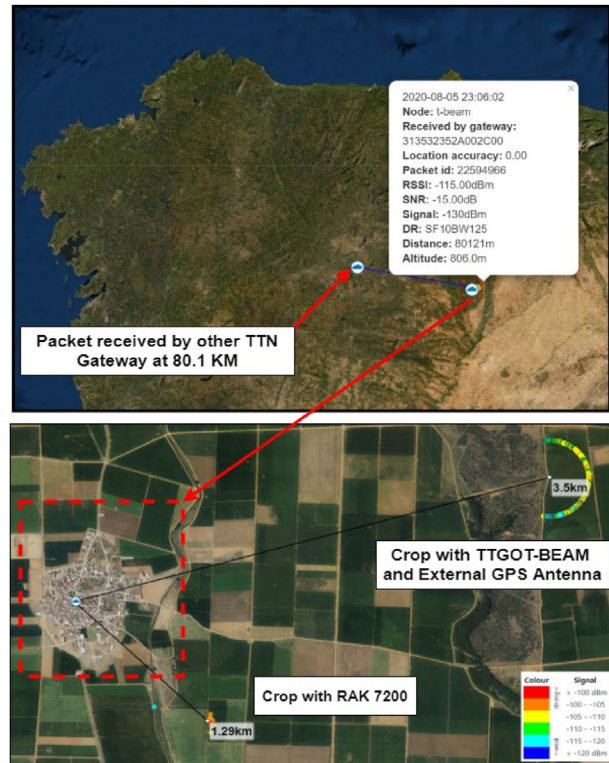 2020-08-05 23:06:02
Node: t-beam
Received by gateway:
313532352A002C00
Location accuracy: 0.00
Packet id: 22594966
RSSI: -115.00dBm
SNR: -15.00dB
Signal: -130dBm
DR: SF10BW125
Distance: 80121m
Altitude: 806.0m
Packet received by other TTN
Gateway at 80.1 KM
3.5km
Crop with TTGOT-BEAM
and External GPS Antenna
Crop with RAK 7200
1.29km
Colour Signal
> -100 dBm
-100 - -105
-105 - -110
-110 - -115
-115 - -120
< -120 dBm